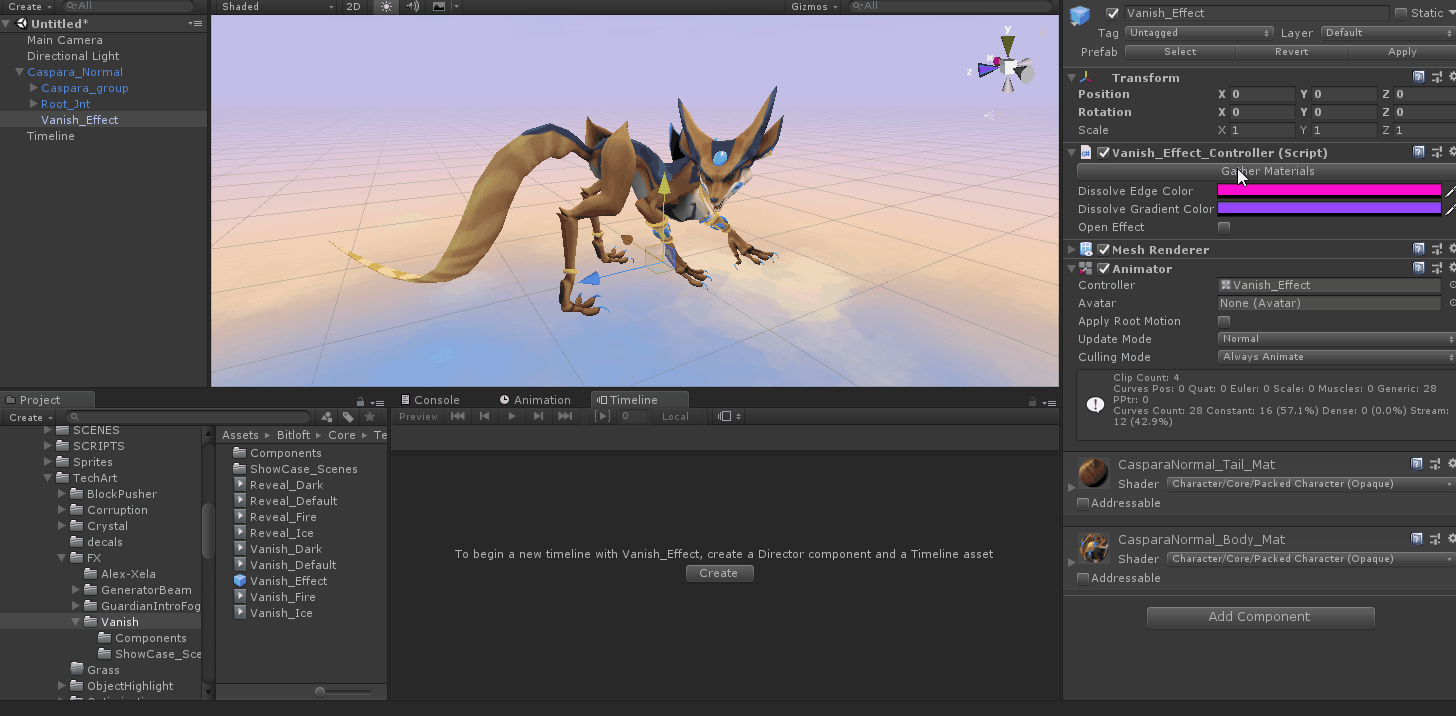 Create
All
Untitled*
Main Camera
Directional Light
Caspara_Normal
Caspara_group
Root_Jnt
Vanish_Effect
Timeline
Shaded
2D
Gizmos
All
y
x
z
Vanish_Effect
Static
Tag Untagged Layer Default
Prefab Select Revert Apply
Transform
Position X 0 Y 0 Z 0
Rotation X 0 Y 0 Z 0
Scale X 1 Y 1 Z 1
Vanish_Effect_Controller (Script)
Gather Materials
Dissolve Edge Color
Dissolve Gradient Color
Open Effect
Mesh Renderer
Animator
Controller Vanish_Effect
Avatar None (Avatar)
Apply Root Motion
Update Mode Normal
Culling Mode Always Animate
Clip Count: 4
Curves Pos: 0 Quat: 0 Euler: 0 Scale: 0 Muscles: 0 Generic: 28
PPtr: 0
Curves Count: 28 Constant: 16 (57.1%) Dense: 0 (0.0%) Stream:
12 (42.9%)
CasparaNormal_Tail_Mat
Shader Character/Core/Packed Character (Opaque)
Addressable
CasparaNormal_Body_Mat
Shader Character/Core/Packed Character (Opaque)
Addressable
Add Component
Project
Create
SCENES
SCRIPTS
Sprites
TechArt
BlockPusher
Corruption
Crystal
decals
FX
Alex-Xela
GeneratorBeam
GuardianIntroFog
Vanish
Components
ShowCase_Sce
Grass
ObjectHighlight
Assets Bitloft Core Te
Components
ShowCase_Scenes
Reveal_Dark
Reveal_Default
Reveal_Fire
Reveal_Ice
Vanish_Dark
Vanish_Default
Vanish_Effect
Vanish_Fire
Vanish_Ice
Console
Animation
Timeline
Preview
0
Local
To begin a new timeline with Vanish_Effect, create a Director component and a Timeline asset
Create